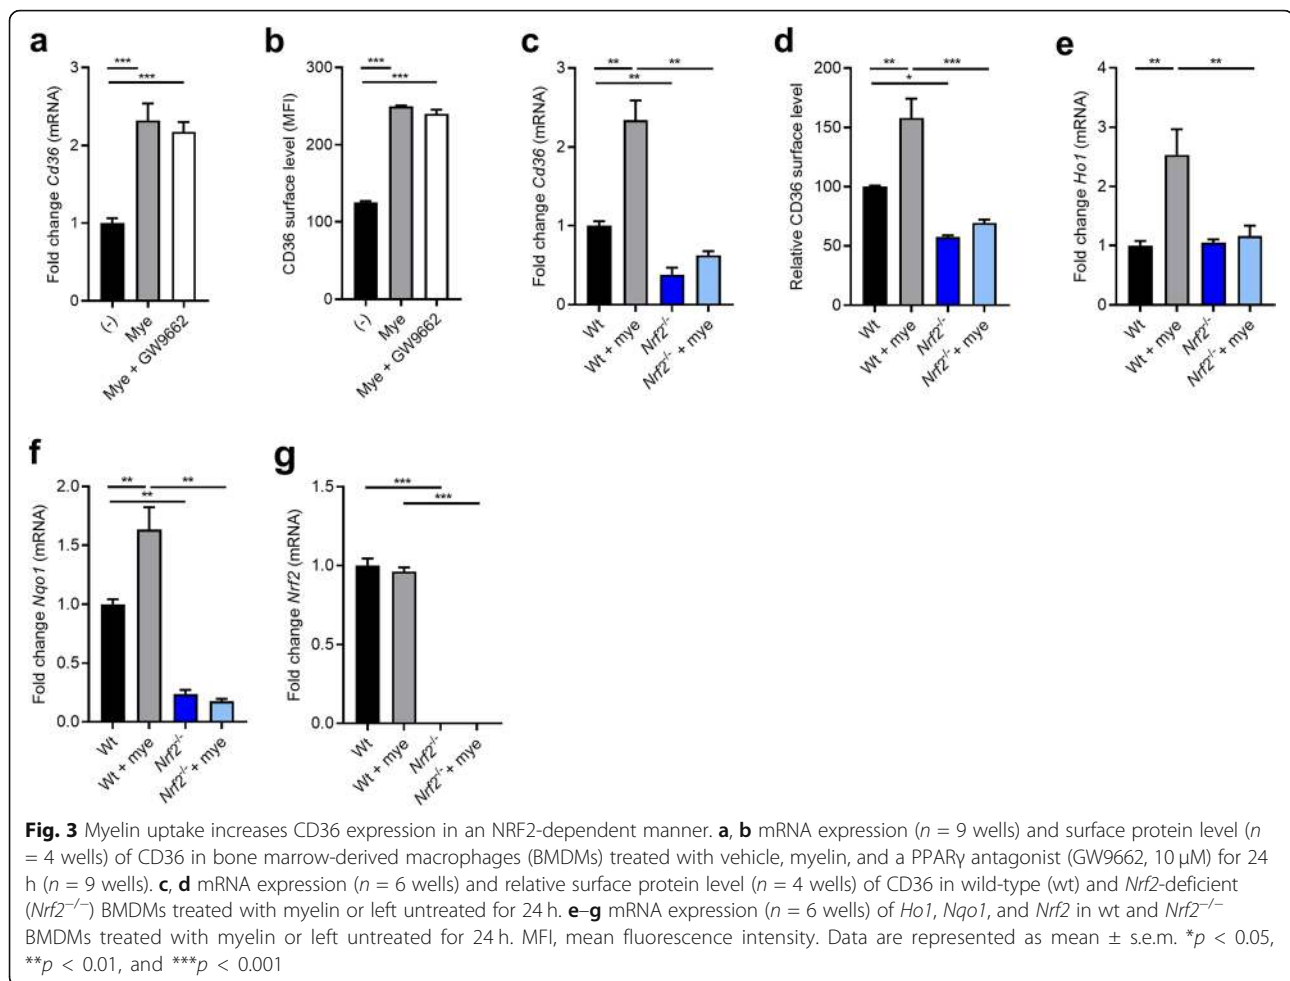 a
***
***
Fold change Cd36 (mRNA)
3
2
1
0
(-)
Mye
Mye + GW9662
b
***
***
CD36 surface level (MFI)
300
200
100
0
(-)
Mye
Mye + GW9662
c
** **
**
Fold change Cd36 (mRNA)
3
2
1
0
Wt
Wt + mye
Nrf2-/-
Nrf2-/- + mye
d
** ***
*
Relative CD36 surface level
200
150
100
50
0
Wt
Wt + mye
Nrf2-/-
Nrf2-/- + mye
e
** **
Fold change Ho1 (mRNA)
4
3
2
1
0
Wt
Wt + mye
Nrf2-/-
Nrf2-/- + mye
f
** **
**
Fold change Nqo1 (mRNA)
2.0
1.5
1.0
0.5
0.0
Wt
Wt + mye
Nrf2-/-
Nrf2-/- + mye
g
***
***
Fold change Nrf2 (mRNA)
1.5
1.0
0.5
0.0
Wt
Wt + mye
Nrf2-/-
Nrf2-/- + mye
Fig. 3 Myelin uptake increases CD36 expression in an NRF2-dependent manner. a, b mRNA expression (n = 9 wells) and surface protein level (n
= 4 wells) of CD36 in bone marrow-derived macrophages (BMDMs) treated with vehicle, myelin, and a PPARγ antagonist (GW9662, 10 μM) for 24
h (n = 9 wells). c, d mRNA expression (n = 6 wells) and relative surface protein level (n = 4 wells) of CD36 in wild-type (wt) and Nrf2-deficient
(Nrf2−/−) BMDMs treated with myelin or left untreated for 24 h. e–g mRNA expression (n = 6 wells) of Ho1, Nqo1, and Nrf2 in wt and Nrf2−/−
BMDMs treated with myelin or left untreated for 24 h. MFI, mean fluorescence intensity. Data are represented as mean ± s.e.m. *p < 0.05,
**p < 0.01, and ***p < 0.001